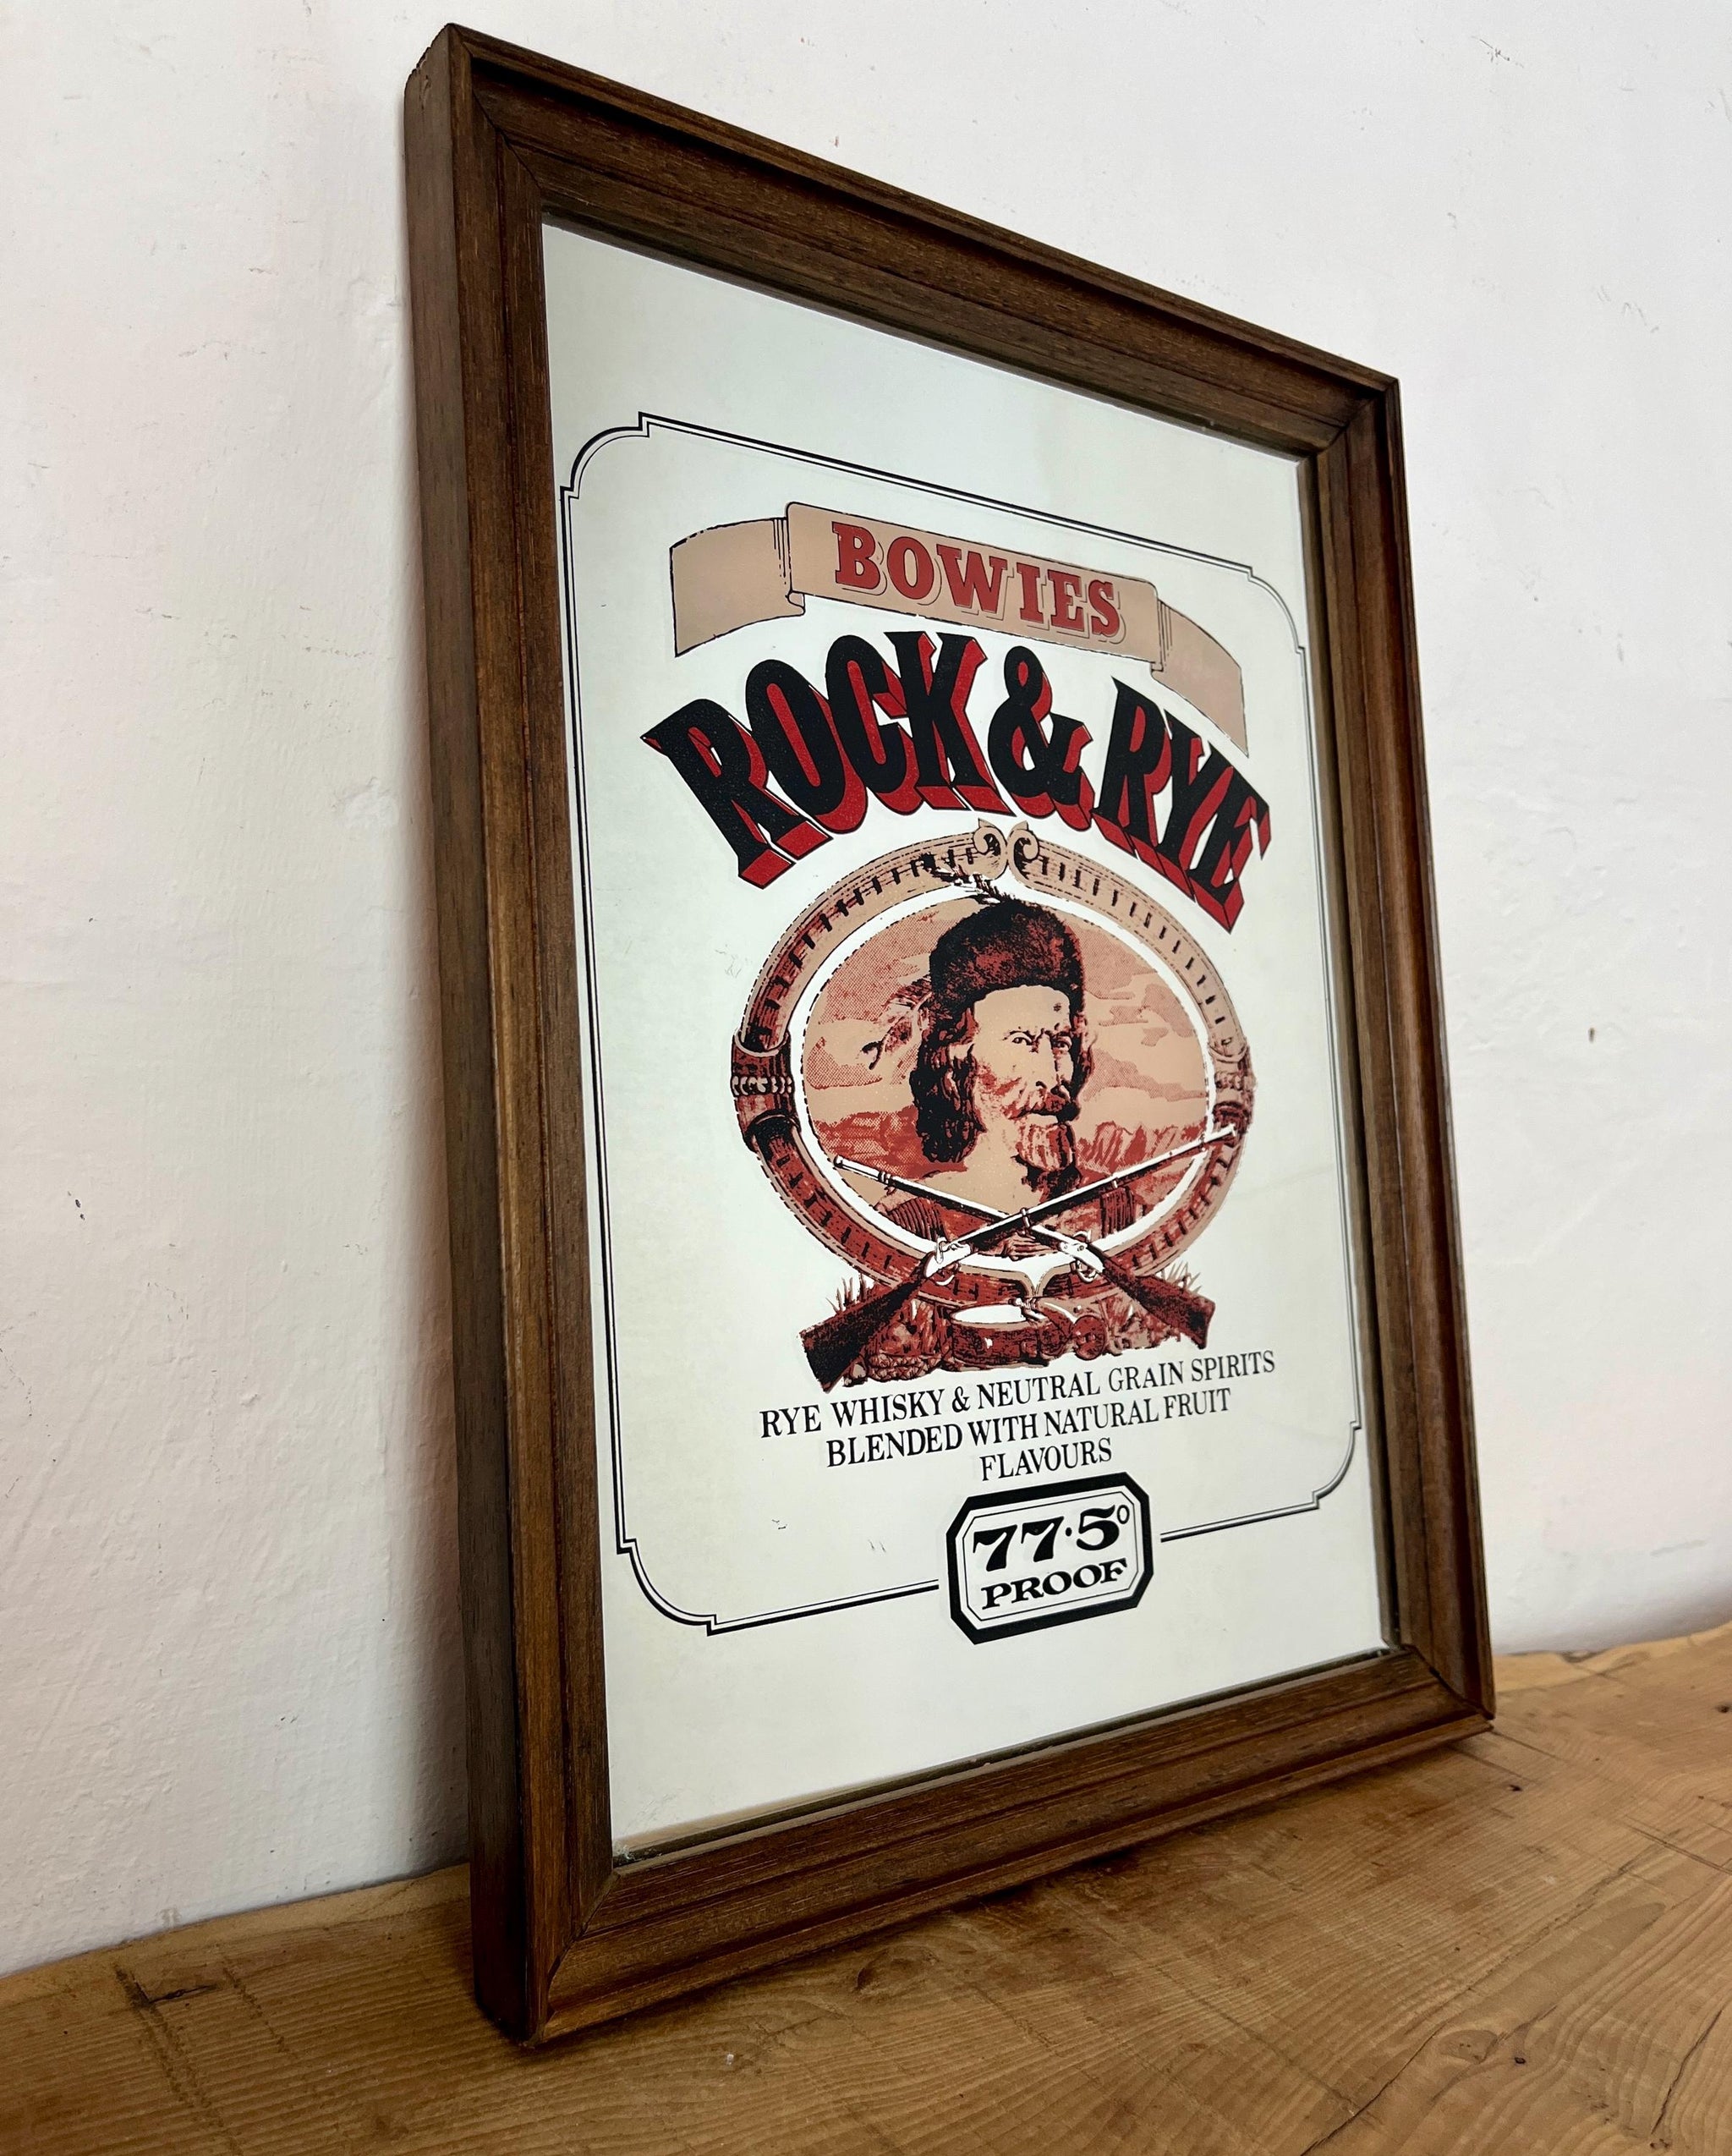 BOWIES
ROCK & RYE
RYE WHISKY & NEUTRAL GRAIN SPIRITS
BLENDED WITH NATURAL FRUIT
FLAVOURS
77·5°
PROOF